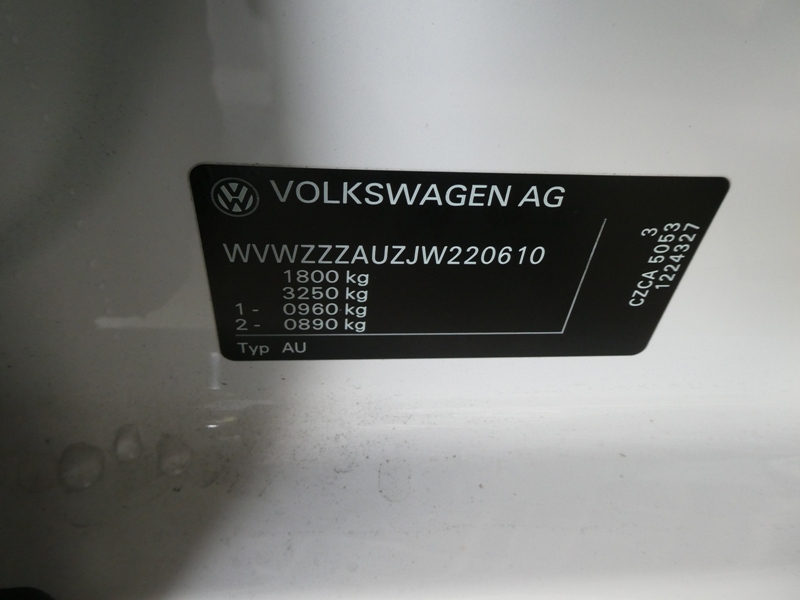 VOLKSWAGEN AG
WVWZZZAUZJW220610
1800 kg
3250 kg
1 - 0960 kg
2 - 0890 kg
Typ AU
3
CZCA 5053
1224327